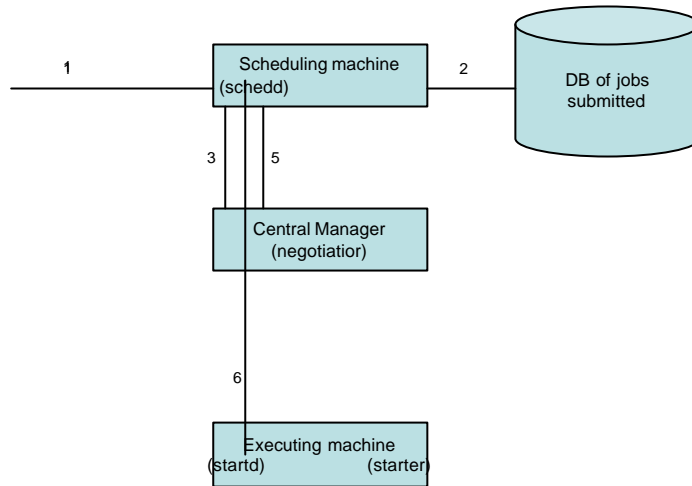 1
Scheduling machine
(schedd)
2
DB of jobs
submitted
3
5
Central Manager
(negotiatior)
6
Executing machine
(startd)
(starter)